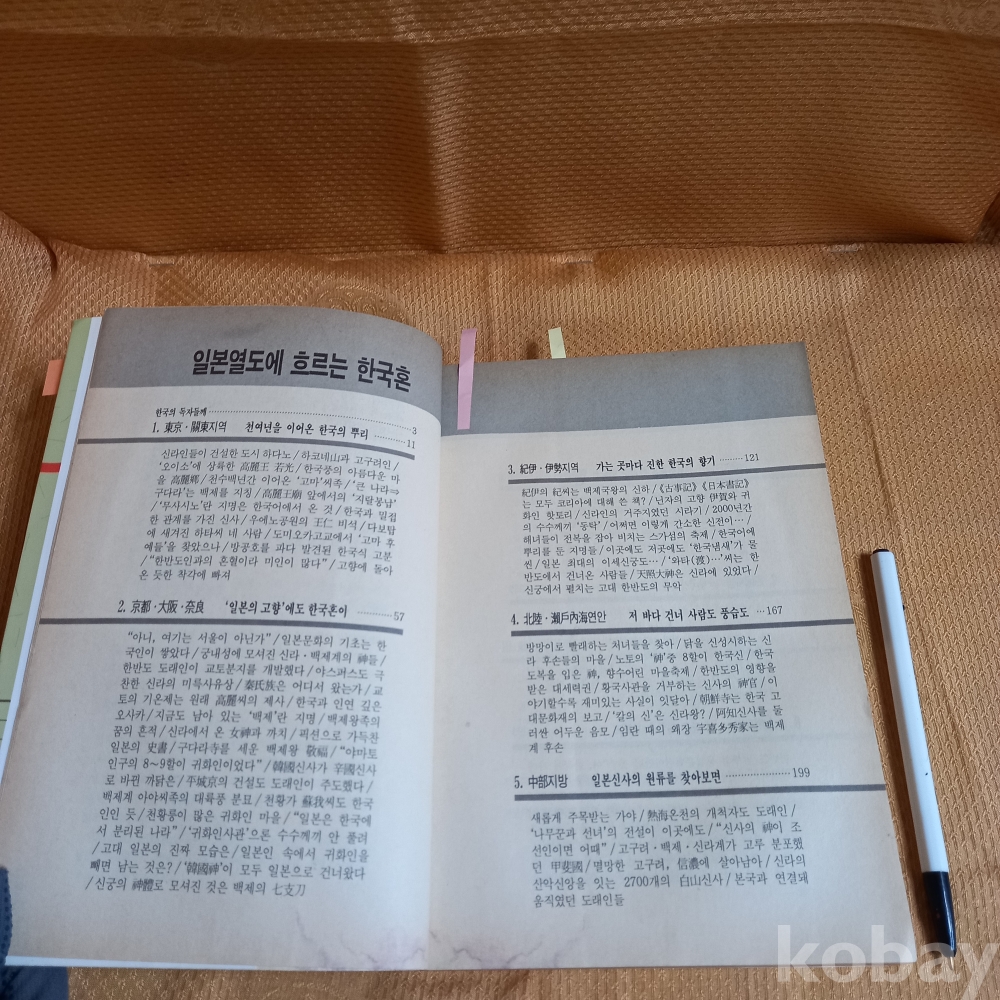 일본열도에 흐르는 한국혼
한국의 독자들께 3
1. 東京·關東지역 천여년을 이어온 한국의 뿌리 11
신라인들이 건설한 도시 하다노/하코네山과 고구려인/
'오이소'에 상륙한 高麗王 若光/한국풍의 아름다운 마
을 高麗鄕/천수백년간 이어온 '고마'씨족/"큰 나라⇒
구다라"는 백제를 지칭/高麗王廟 앞에서의 '지랄봉납'
/'무사시노'란 지명은 한국어에서 온 것/한국과 밀접
한 관계를 가진 신사/우에노공원의 王仁 비석/다보탑
에 새겨진 하타씨 네 사람/도미오카고교에서 '고마 후
예들'을 찾았으나/방공호를 파다 발견된 한국식 고분
/"한반도인과의 혼혈이라 미인이 많다"/고향에 돌아
온 듯한 착각에 빠져
2. 京都·大阪·奈良 '일본의 고향'에도 한국혼이 57
"아니, 여기는 서울이 아닌가"/일본문화의 기초는 한
국인이 쌓았다/궁내성에 모셔진 신라·백제계의 神들/
한반도 도래인이 교토분지를 개발했다/야스퍼스도 극
찬한 신라의 미륵사유상/秦氏族은 어디서 왔는가/교
토의 기온제는 원래 高麗씨의 제사/한국과 인연 깊은
오사카/지금도 남아 있는 '백제'란 지명/백제왕족의
꿈의 흔적/신라에서 온 女神과 까치/픽션으로 가득찬
일본의 史書/구다라寺를 세운 백제왕 敬福/"야마토
인구의 8~9할이 귀화인이었다"/韓國신사가 辛國신사
로 바뀐 까닭은/平城京의 건설도 도래인이 주도했다/
백제계 아야씨족의 대륙풍 분묘/천황가 蘇我씨도 한국
인인 듯/천황릉이 많은 귀화인 마을/"일본은 한국에
서 분리된 나라"/'귀화인사관'으론 수수께끼 안 풀려
/고대 일본의 진짜 모습은/일본인 속에서 귀화인을
빼면 남는 것은?/'韓國神'이 모두 일본으로 건너왔다
/신궁의 神體로 모셔진 것은 백제의 七支刀
3. 紀伊·伊勢지역 가는 곳마다 진한 한국의 향기 121
紀伊의 紀씨는 백제국왕의 신하/《古事記》《日本書記》
는 모두 코리아에 대해 쓴 책?/닌자의 고향 伊賀와 귀
화인 핫토리/신라인의 거주지였던 시라기/2000년간
의 수수께끼 '동탁'/어쩌면 이렇게 간소한 신전이…/
해녀들이 전복을 잡아 비치는 스가섬의 축제/한국어에
뿌리를 둔 지명들/이곳에도 저곳에도 '한국냄새'가 물
씬/일본 최대의 이세신궁도…/'와타(渡)…'씨는 한
반도에서 건너온 사람들/天照大神은 신라에 있었다/
신궁에서 펼치는 고대 한반도의 무악
4. 北陸·瀨戶內海연안 저 바다 건너 사람도 풍습도 167
방망이로 빨래하는 처녀들을 찾아/닭을 신성시하는 신
라 후손들의 마을/노토의 '神'중 8할이 한국신/한국
도복을 입은 神, 향수어린 마을축제/한반도의 영향을
받은 대세력권/황국사관을 거부하는 신사의 神官/이
야기할수록 재미있는 사실이 잇달아/朝鮮寺는 한국 고
대문화재의 보고/'칼의 신'은 신라왕?/阿知신사를 둘
러싼 어두운 음모/임란 때의 왜장 宇喜多秀家는 백제
계 후손
5. 中部지방 일본신사의 원류를 찾아보면 199
새롭게 주목받는 가야/熱海온천의 개척자도 도래인/
'나무꾼과 선녀'의 전설이 이곳에도/"신사의 神이 조
선인이면 어때"/고구려·백제·신라계가 고루 분포했
던 甲斐國/멸망한 고구려, 信濃에 살아남아/신라의
산악신앙을 잇는 2700개의 白山신사/본국과 연결돼
움직였던 도래인들
kobay